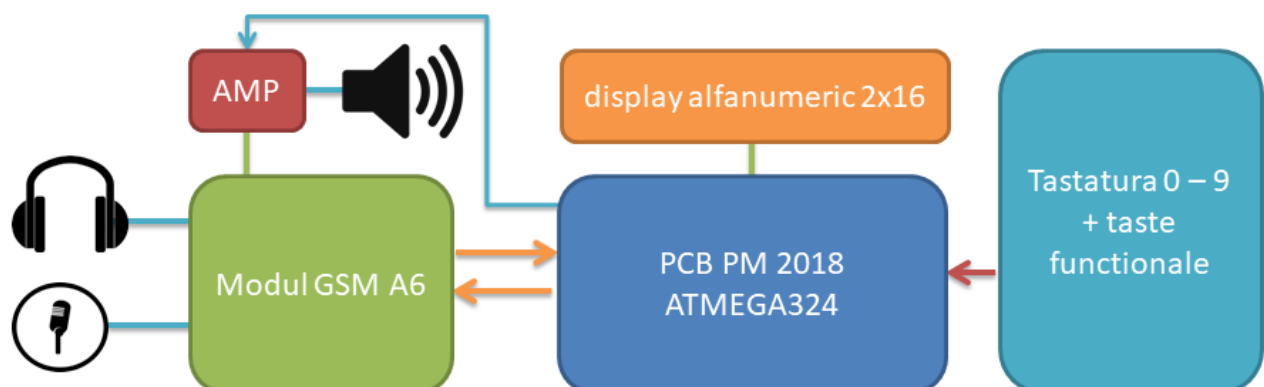 AMP
display alfanumeric 2x16
Tastatura 0 – 9
+ taste
functionale
Modul GSM A6
PCB PM 2018
ATMEGA324